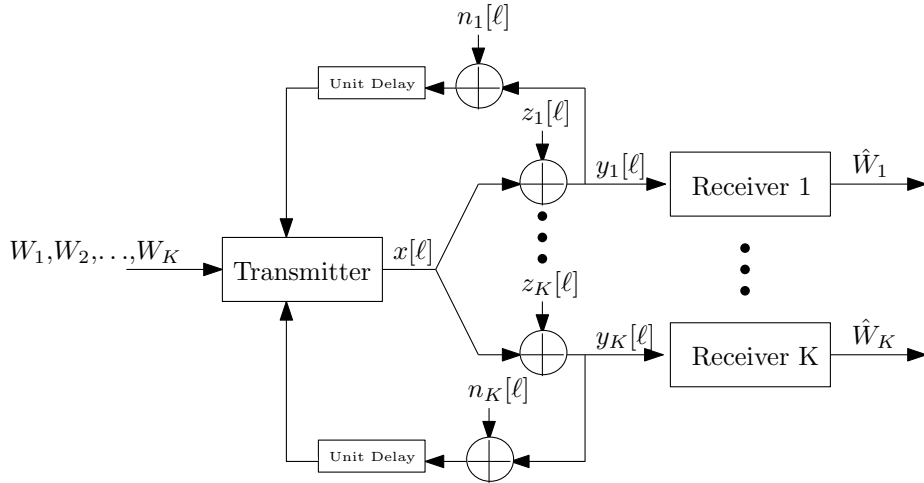 n_1[ℓ]
Unit Delay
z_1[ℓ]
y_1[ℓ]
Receiver 1
Ŵ_1
W_1,W_2,...,W_K
Transmitter
x[ℓ]
z_K[ℓ]
y_K[ℓ]
Receiver K
Ŵ_K
n_K[ℓ]
Unit Delay